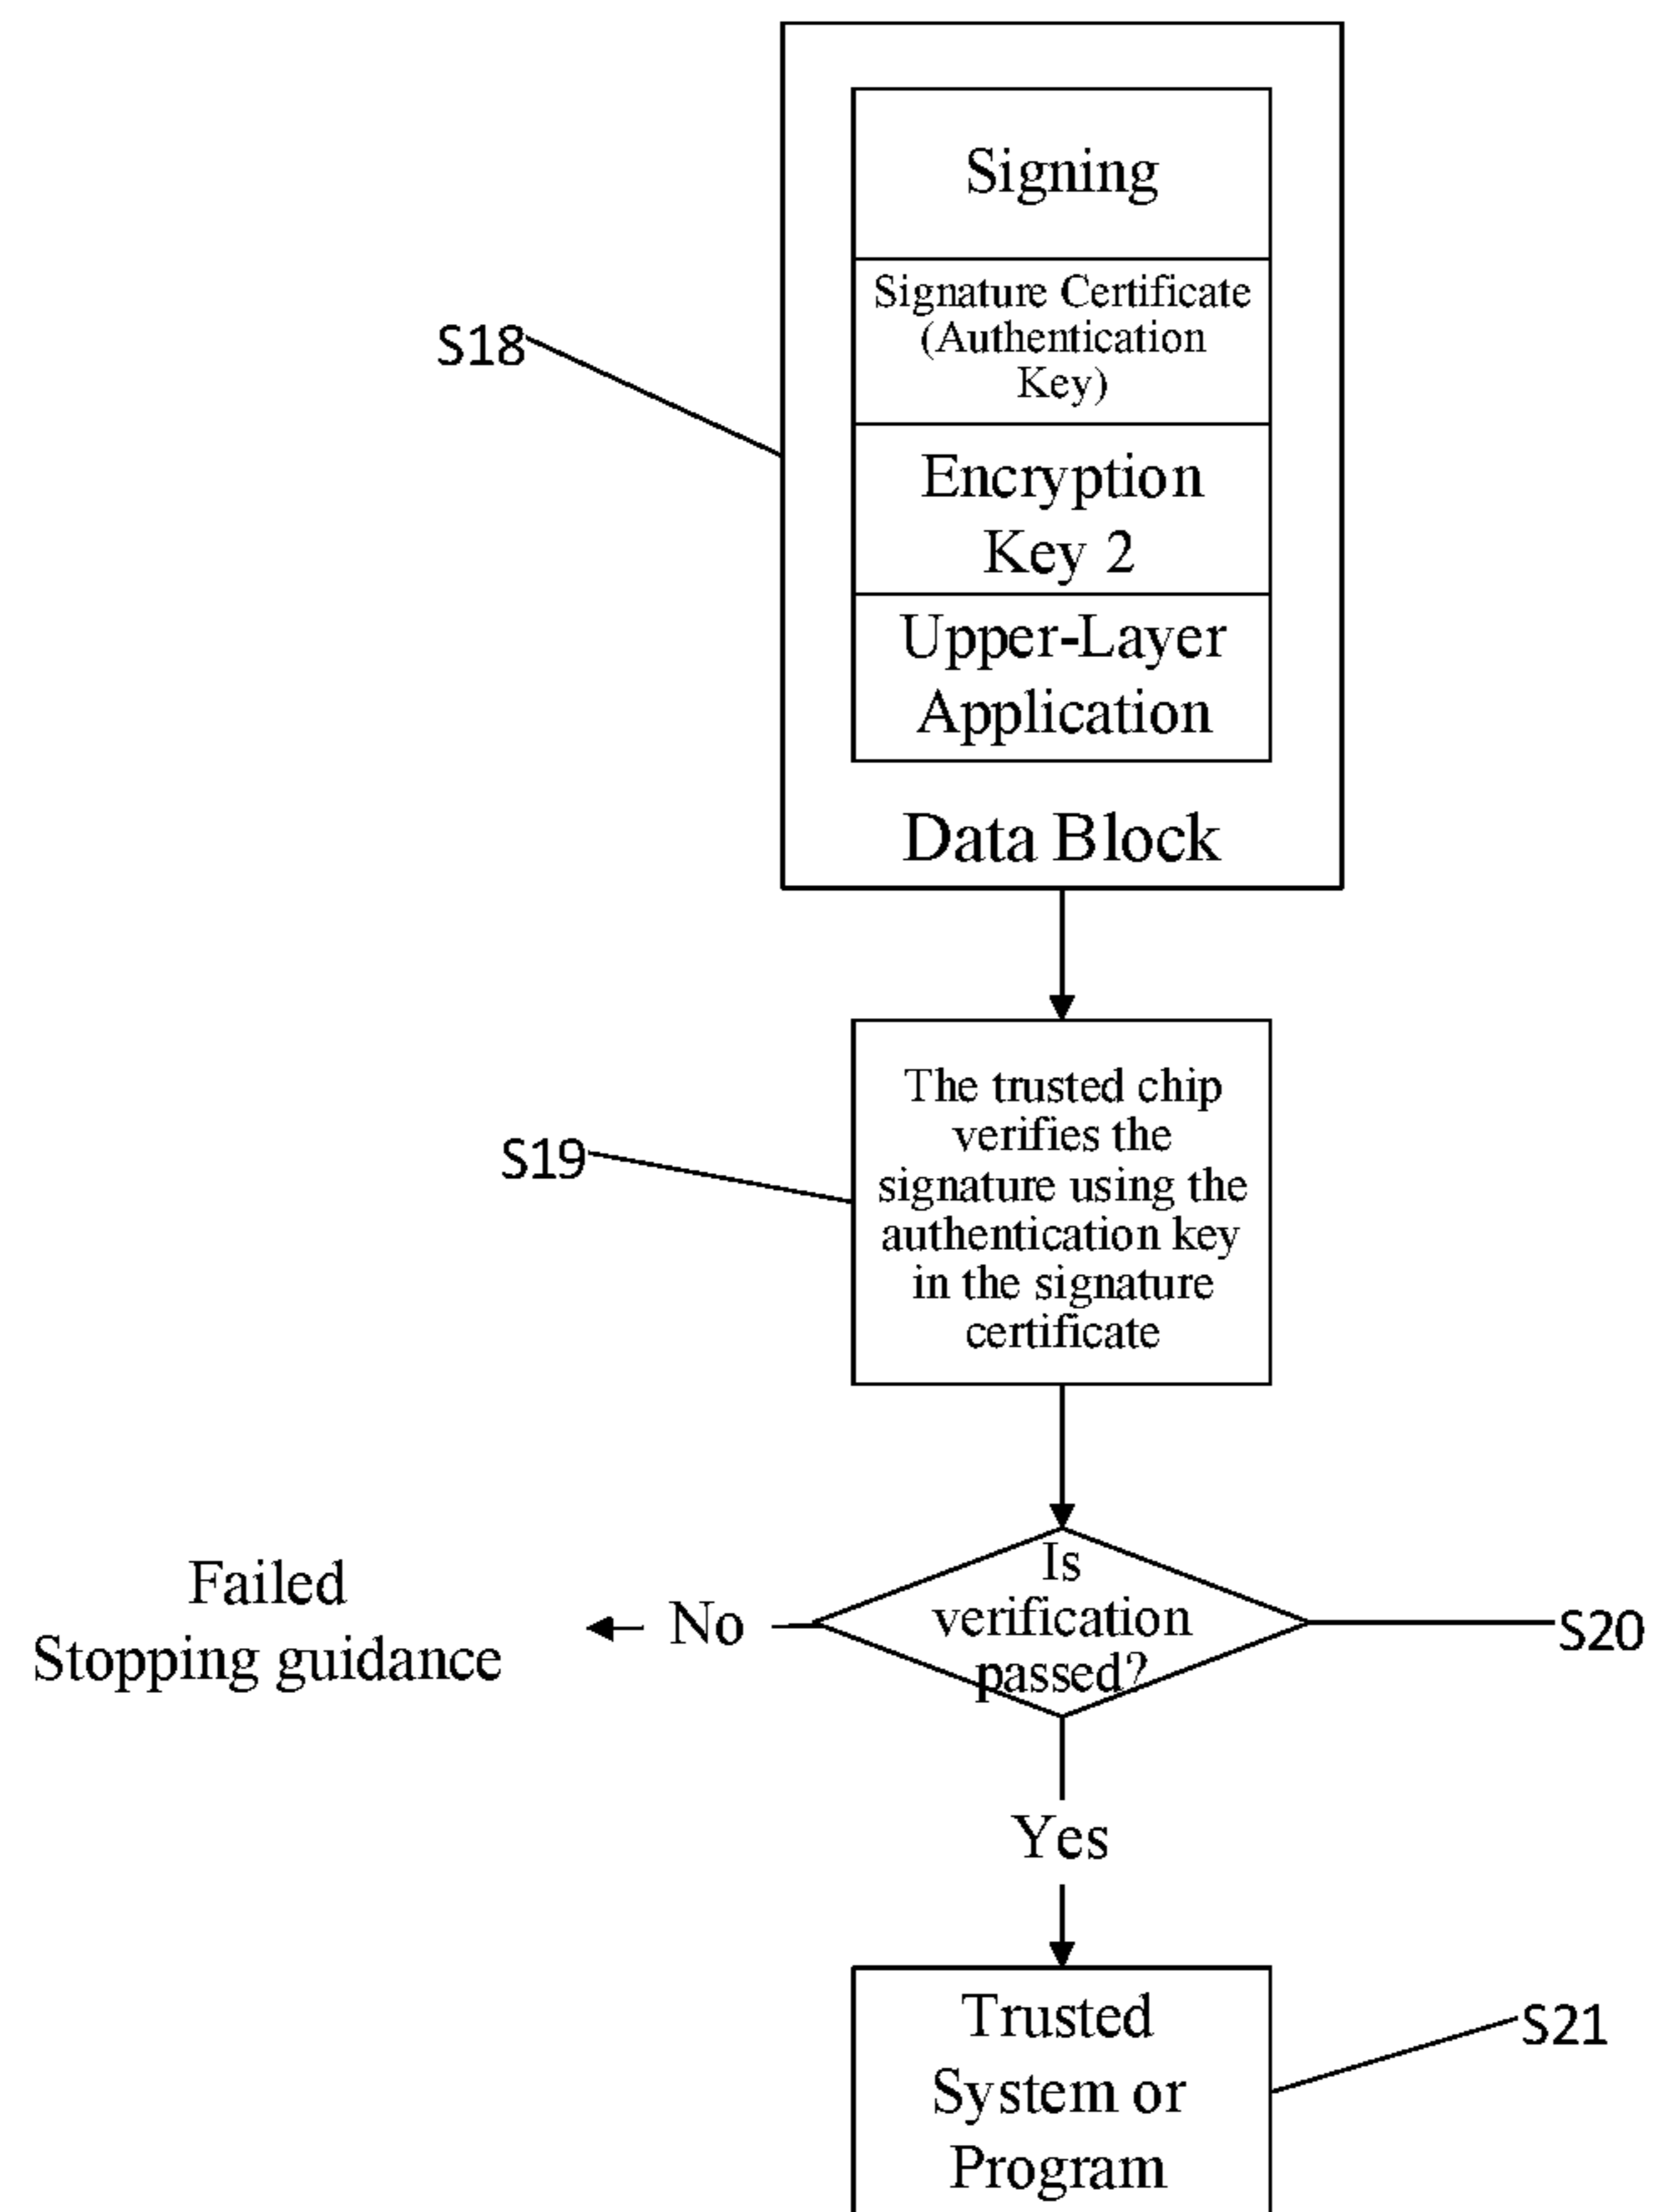 Signing
Signature Certificate
(Authentication
Key)
S18
Encryption
Key 2
Upper-Layer
Application
Data Block
The trusted chip
verifies the
signature using the
authentication key
in the signature
certificate
S19
Is
verification
passed?
S20
No
Failed
Stopping guidance
Yes
Trusted
System or
Program
S21